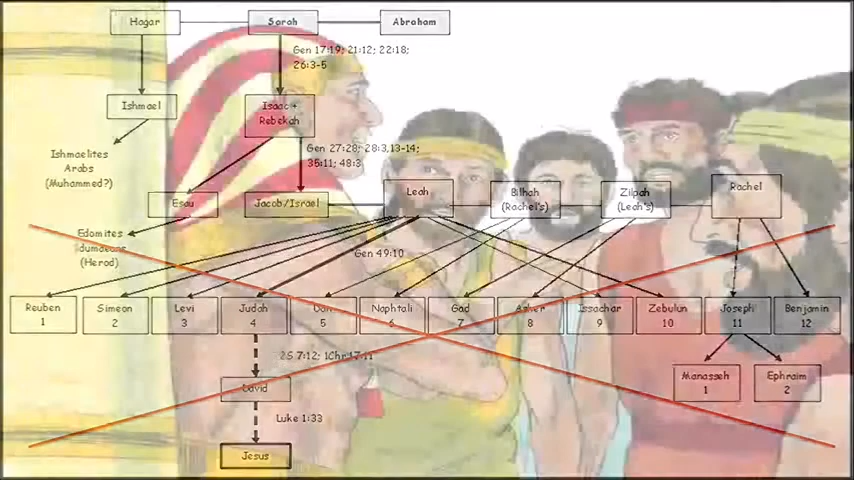 Hagar
Sarah
Abraham
Gen 17:19; 21:12; 22:18;
26:3-5
Ishmael
Isaac +
Rebekah
Ishmaelites
Arabs
(Muhammed?)
Gen 27:28; 28:3,13-14;
35:11; 48:3
Esau
Jacob/Israel
Leah
Bilhah
(Rachel's)
Zilpah
(Leah's)
Rachel
Edomites
Idumaeans
(Herod)
Gen 49:10
Reuben
1
Simeon
2
Levi
3
Judah
4
Dan
5
Naphtali
6
Gad
7
Asher
8
Issachar
9
Zebulun
10
Joseph
11
Benjamin
12
2S 7:12; 1Chr 17:11
Manasseh
1
Ephraim
2
David
Luke 1:33
Jesus